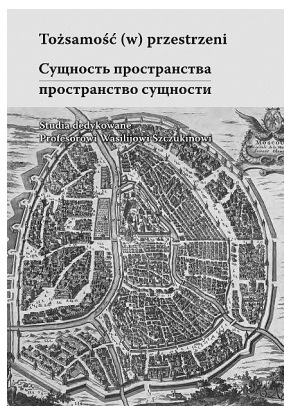 Tożsamość (w) przestrzeni
Сущность пространства
пространство сущности
Studia dedykowane
Profesorowi Wasilijowi Szczukinowi